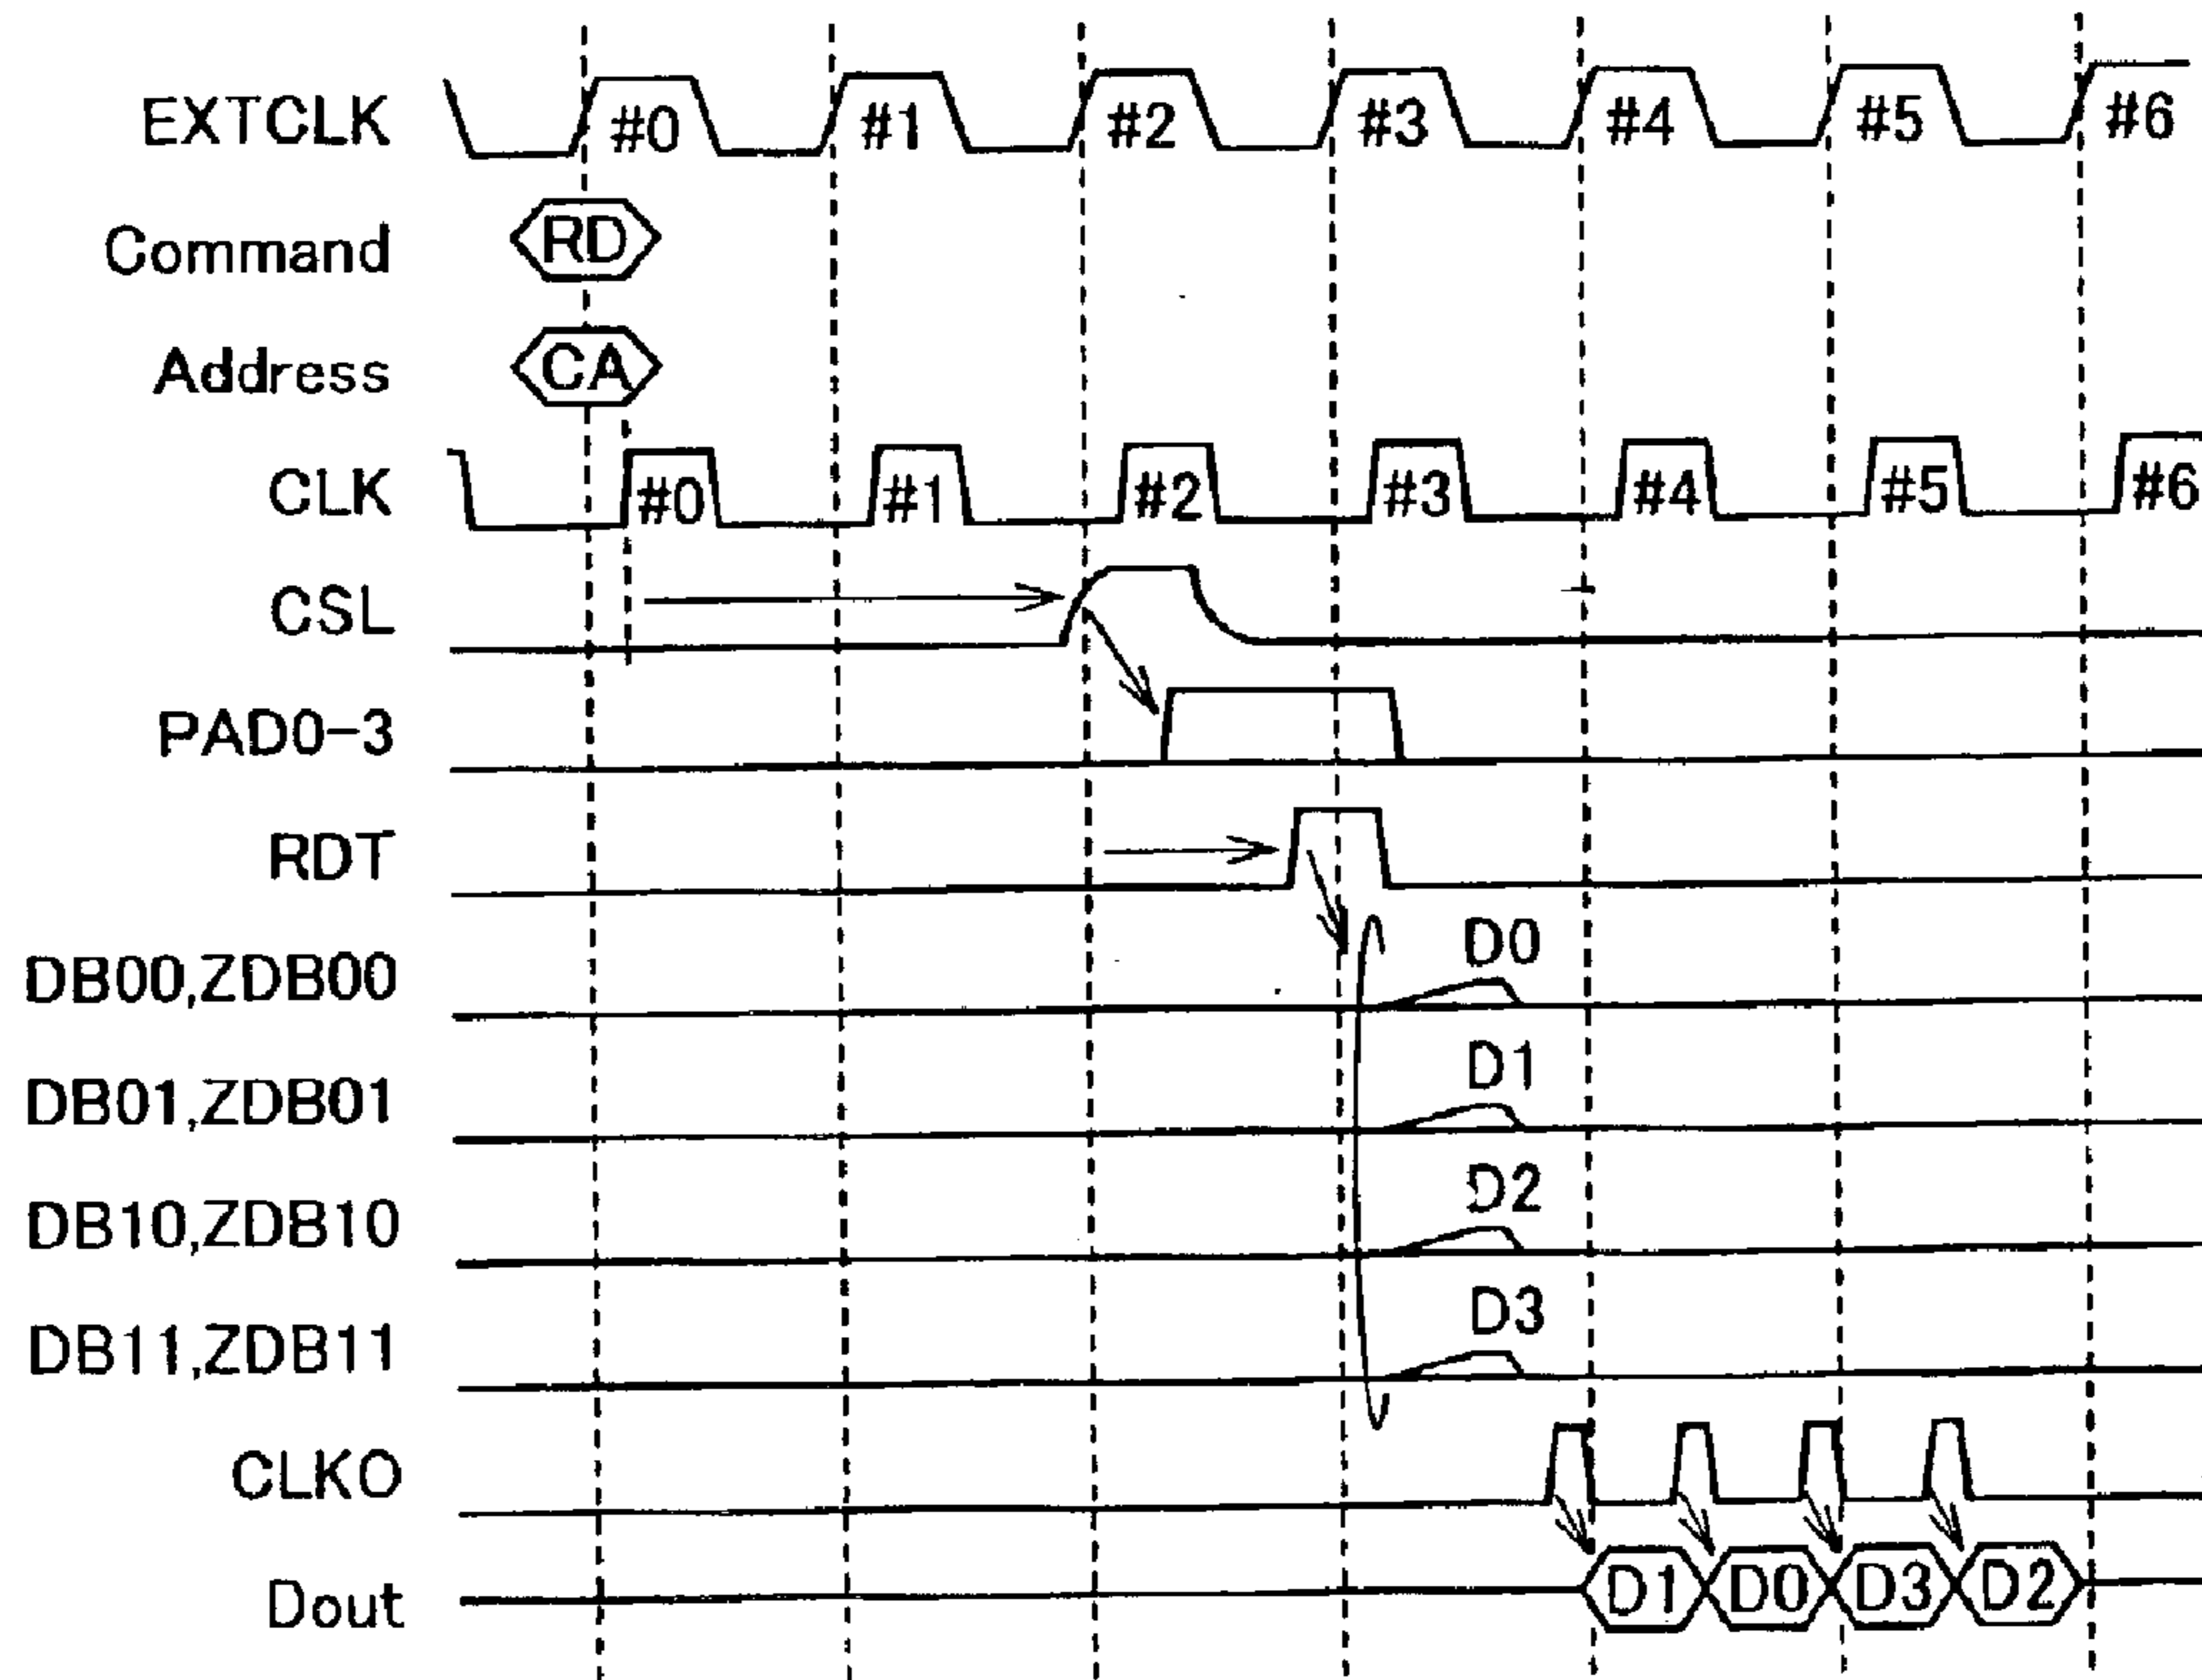 EXTCLK #0 #1 #2 #3 #4 #5 #6
Command RD
Address CA
CLK #0 #1 #2 #3 #4 #5 #6
CSL
PAD0-3
RDT
DB00,ZDB00 D0
DB01,ZDB01 D1
DB10,ZDB10 D2
DB11,ZDB11 D3
CLKO
Dout D1 D0 D3 D2